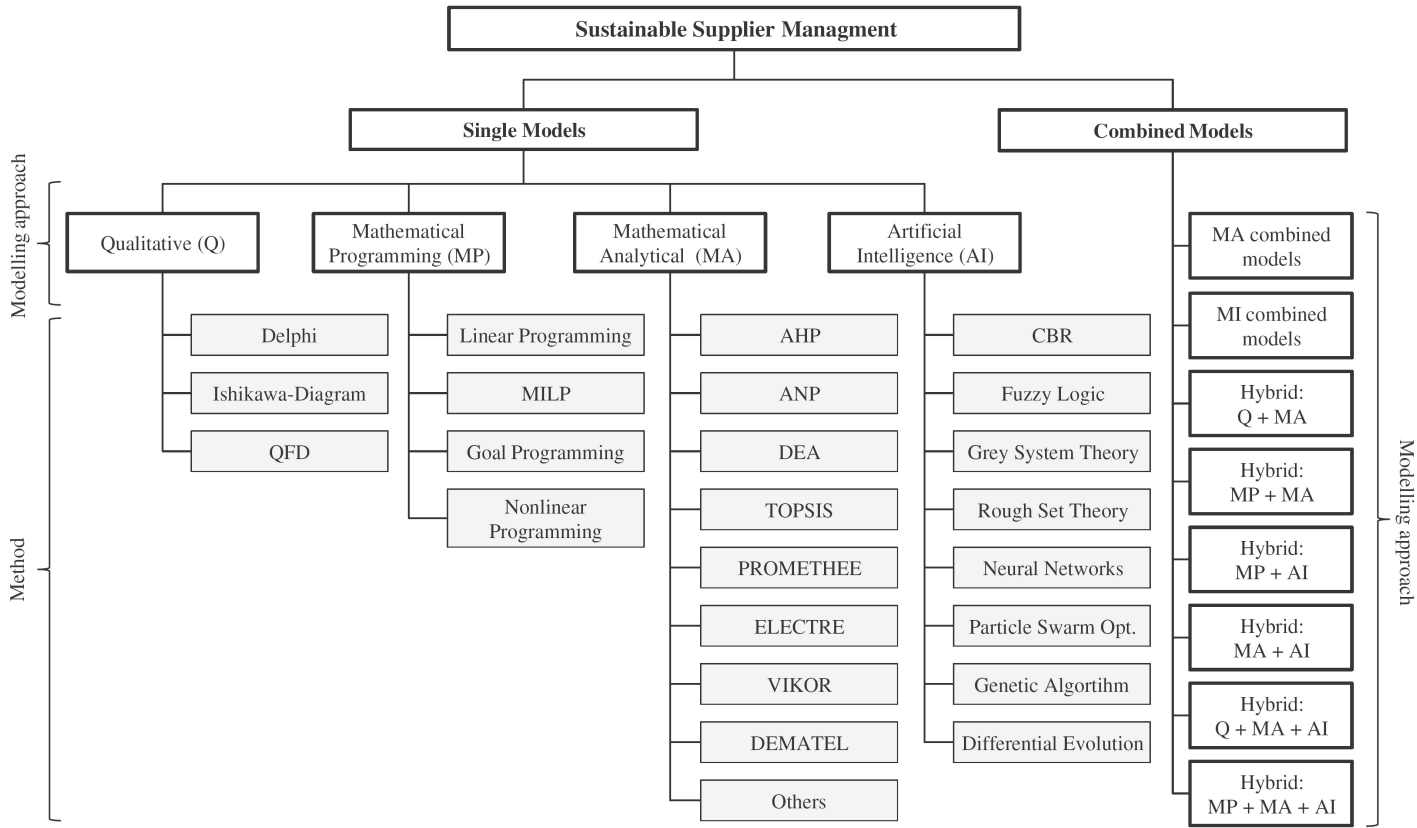 Sustainable Supplier Managment
Single Models
Combined Models
Modelling approach
Qualitative (Q)
Mathematical
Programming (MP)
Mathematical
Analytical (MA)
Artificial
Intelligence (AI)
Method
Delphi
Ishikawa-Diagram
QFD
Linear Programming
MILP
Goal Programming
Nonlinear
Programming
AHP
ANP
DEA
TOPSIS
PROMETHEE
ELECTRE
VIKOR
DEMATEL
Others
CBR
Fuzzy Logic
Grey System Theory
Rough Set Theory
Neural Networks
Particle Swarm Opt.
Genetic Algortihm
Differential Evolution
MA combined
models
MI combined
models
Hybrid:
Q + MA
Hybrid:
MP + MA
Hybrid:
MP + AI
Hybrid:
MA + AI
Hybrid:
Q + MA + AI
Hybrid:
MP + MA + AI
Modelling approach